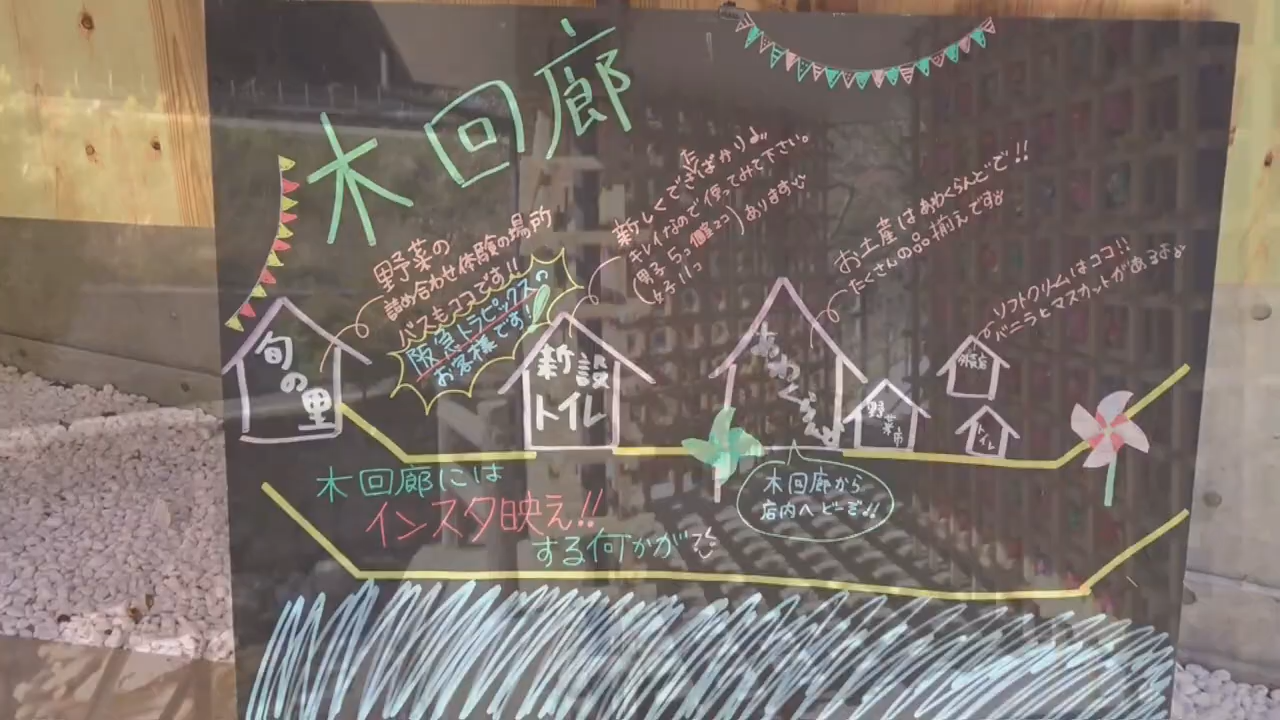 木回廊
野菜の
詰め合わせ体験の場所
バスもココです!!
阪急トラピックスの
お客様です!
新しくできたばかり♪
キレイなので使ってみて下さい。
(男子5つ 個室2コ
女子11コ)あります
お土産はあわくらんどで!!
たくさんの品揃えです
ソフトクリームはココ!!
バニラとマスカットがあるよ
旬の里
新設
トイレ
あわくらんど
野菜市
外売店
トイレ
木回廊から
店内へどーぞ!!
木回廊には
インスタ映え!!
する何かが